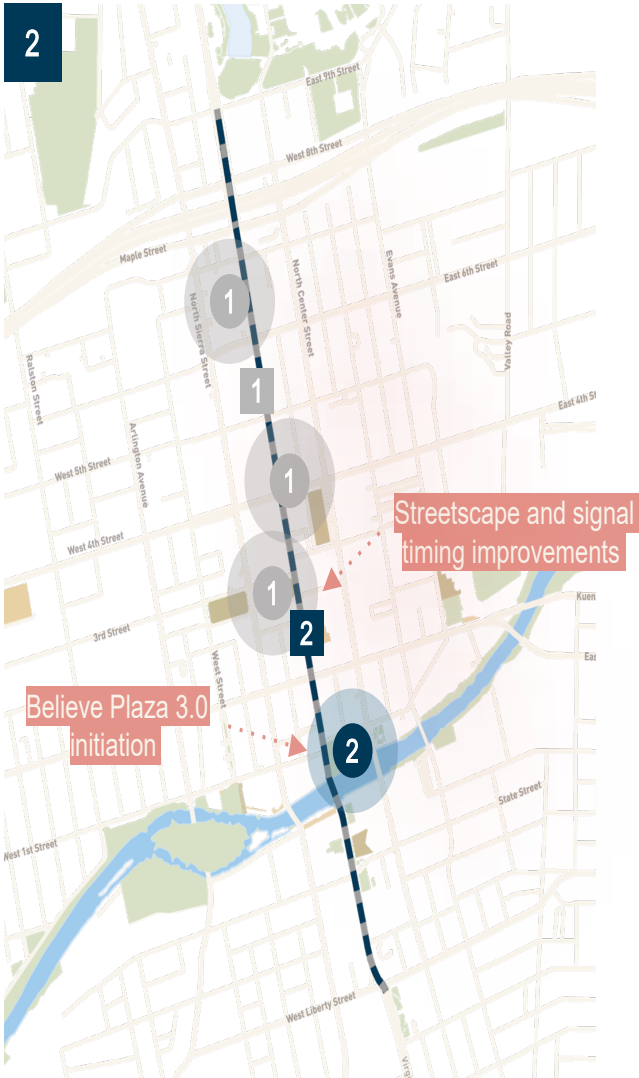 2
East 9th Street
West 8th Street
Maple Street
Evans Avenue
North Center Street
East 6th Street
1
North Sierra Street
Valley Road
Ralston Street
1
East 4th St
Arlington Avenue
West 5th Street
1
Streetscape and signal
timing improvements
West 4th Street
1
Kuen
3rd Street
2
Eas
West Street
Believe Plaza 3.0
initiation
2
State Street
West 1st Street
West Liberty Street
Virg